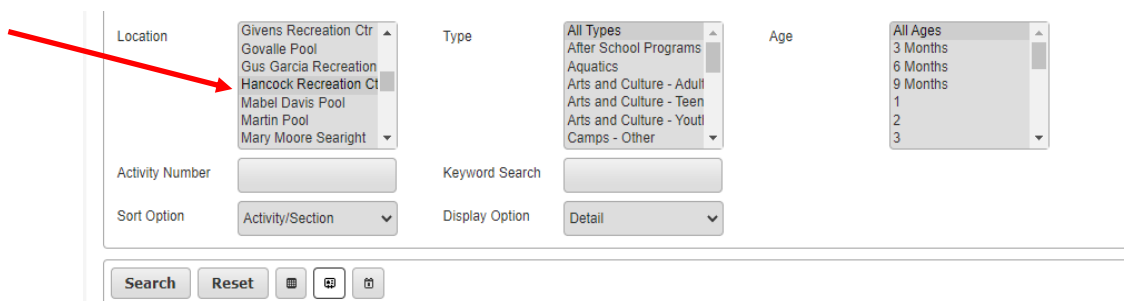 Location
Givens Recreation Ctr
Govalle Pool
Gus Garcia Recreation
Hancock Recreation Ct
Mabel Davis Pool
Martin Pool
Mary Moore Searight
Type
All Types
After School Programs
Aquatics
Arts and Culture - Adult
Arts and Culture - Teen
Arts and Culture - Youth
Camps - Other
Age
All Ages
3 Months
6 Months
9 Months
1
2
3
Activity Number
Keyword Search
Sort Option
Activity/Section
Display Option
Detail
Search
Reset